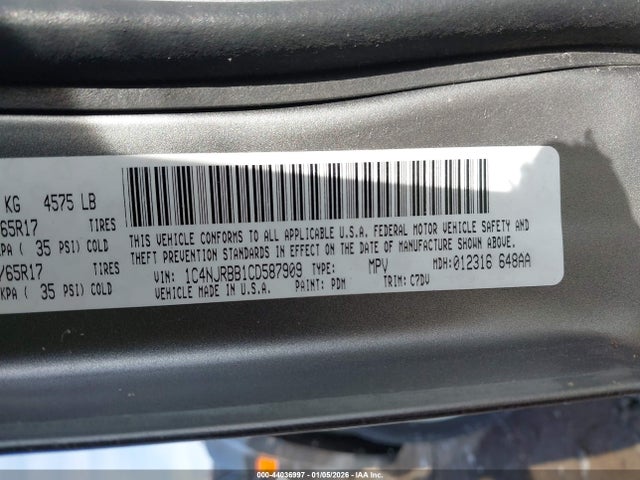 KG 4575 LB
65R17 TIRES
KPA ( 35 PSI) COLD
/65R17 TIRES
KPA ( 35 PSI) COLD
THIS VEHICLE CONFORMS TO ALL APPLICABLE U.S.A. FEDERAL MOTOR VEHICLE SAFETY AND
THEFT PREVENTION STANDARDS IN EFFECT ON THE DATE OF MANUFACTURE SHOWN ABOVE.
VIN: 1C4NJRBB1CD587909 TYPE: MPV MDH:012316 648AA
VEHICLE MADE IN U.S.A. PAINT: PDM TRIM: C7DV
000-44036997 - 01/05/2026 - IAAI.COM